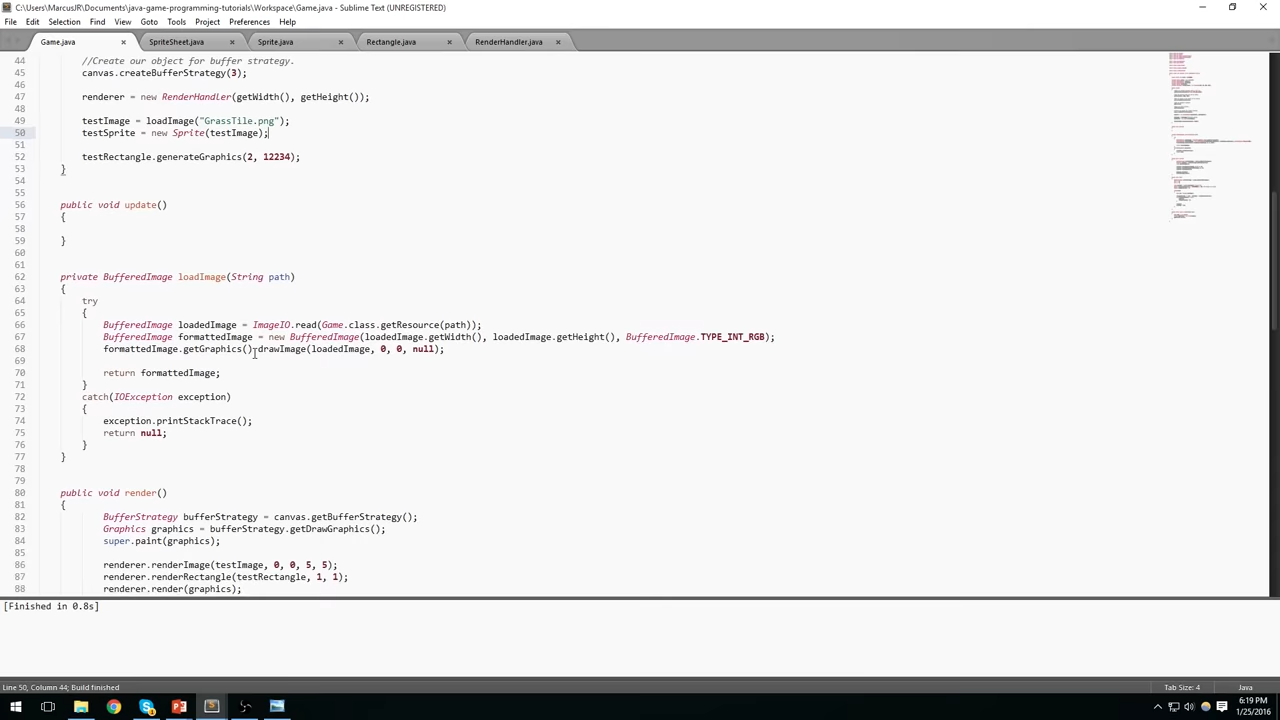 C:\Users\MarcusJR\Documents\java-game-programming-tutorials\Workspace\Game.java - Sublime Text (UNREGISTERED)
File Edit Selection Find View Goto Tools Project Preferences Help
Game.java SpriteSheet.java Sprite.java Rectangle.java RenderHandler.java
44 //Create our object for buffer strategy.
45 canvas.createBufferStrategy(3);
46
47 renderer = new RenderHandler(getWidth(), getHeight());
48
49 testImage = loadImage("GrassTile.png");
50 testSprite = new Sprite(testImage);
51
52 testRectangle.generateGraphics(2, 12234);
53 }
54
55
56 public void update()
57 {
58
59 }
60
61
62 private BufferedImage loadImage(String path)
63 {
64 try
65 {
66 BufferedImage loadedImage = ImageIO.read(Game.class.getResource(path));
67 BufferedImage formattedImage = new BufferedImage(loadedImage.getWidth(), loadedImage.getHeight(), BufferedImage.TYPE_INT_RGB);
68 formattedImage.getGraphics().drawImage(loadedImage, 0, 0, null);
69
70 return formattedImage;
71 }
72 catch(IOException exception)
73 {
74 exception.printStackTrace();
75 return null;
76 }
77 }
78
79
80 public void render()
81 {
82 BufferStrategy bufferStrategy = canvas.getBufferStrategy();
83 Graphics graphics = bufferStrategy.getDrawGraphics();
84 super.paint(graphics);
85
86 renderer.renderImage(testImage, 0, 0, 5, 5);
87 renderer.renderRectangle(testRectangle, 1, 1);
88 renderer.render(graphics);
[Finished in 0.8s]
Line 50, Column 44; Build finished Tab Size: 4 Java
6:19 PM
1/25/2016